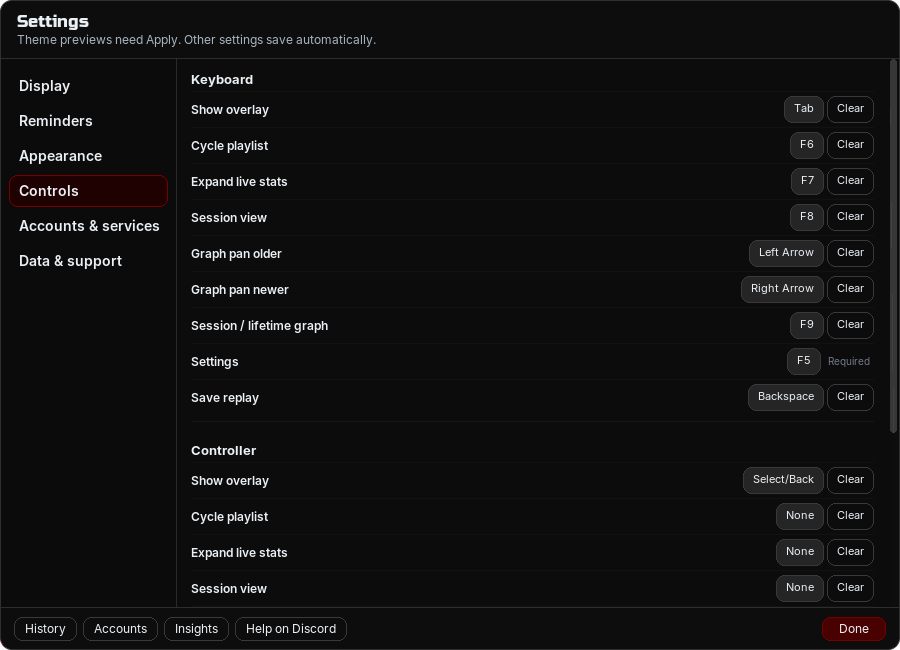 Settings
Theme previews need Apply. Other settings save automatically.
Display
Reminders
Appearance
Controls
Accounts & services
Data & support
Keyboard
Show overlay Tab Clear
Cycle playlist F6 Clear
Expand live stats F7 Clear
Session view F8 Clear
Graph pan older Left Arrow Clear
Graph pan newer Right Arrow Clear
Session / lifetime graph F9 Clear
Settings F5 Required
Save replay Backspace Clear
Controller
Show overlay Select/Back Clear
Cycle playlist None Clear
Expand live stats None Clear
Session view None Clear
History Accounts Insights Help on Discord Done